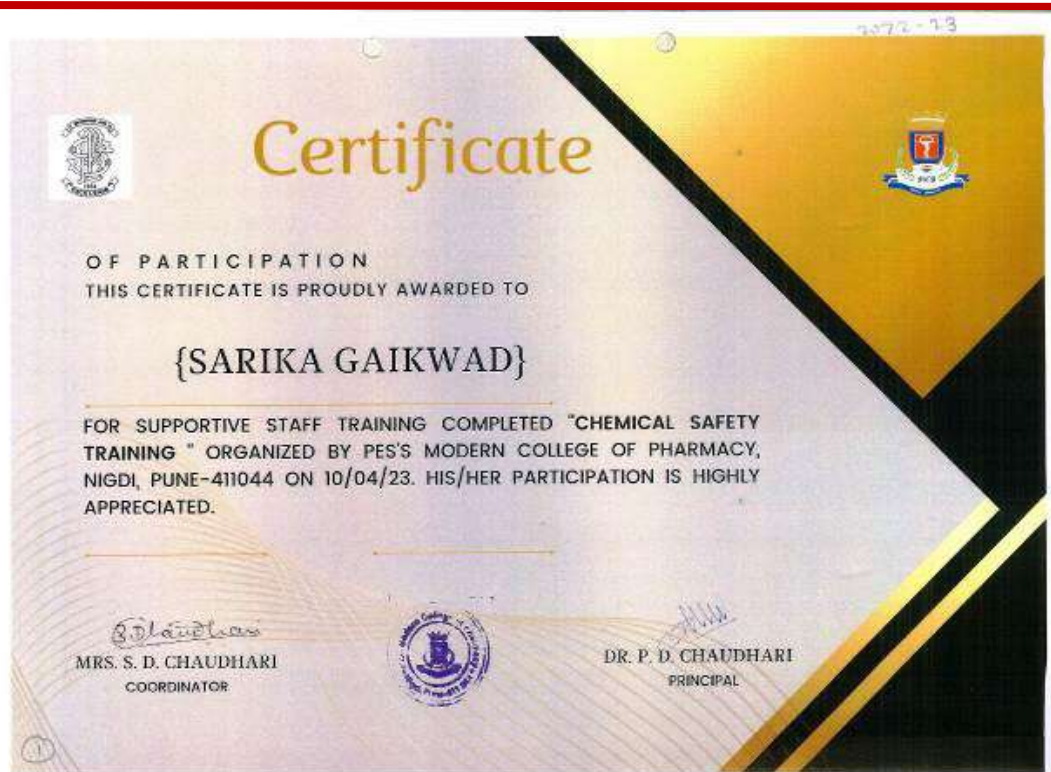 2022-23
Certificate
OF PARTICIPATION
THIS CERTIFICATE IS PROUDLY AWARDED TO
{SARIKA GAIKWAD}
FOR SUPPORTIVE STAFF TRAINING COMPLETED "CHEMICAL SAFETY
TRAINING " ORGANIZED BY PES'S MODERN COLLEGE OF PHARMACY,
NIGDI, PUNE-411044 ON 10/04/23. HIS/HER PARTICIPATION IS HIGHLY
APPRECIATED.
MRS. S. D. CHAUDHARI
COORDINATOR
DR. P. D. CHAUDHARI
PRINCIPAL
1